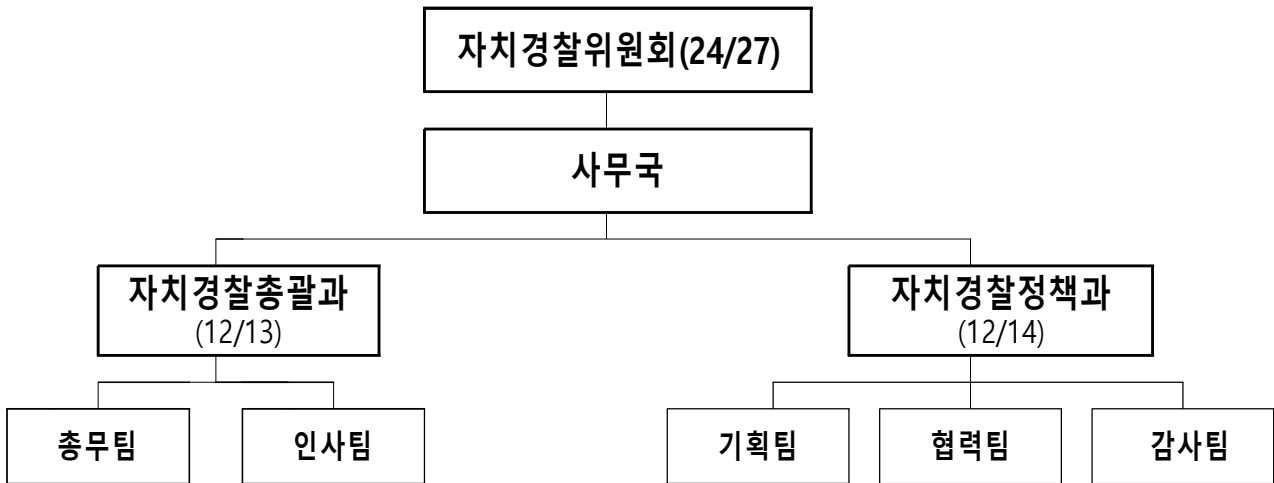 자치경찰위원회(24/27)
사무국
자치경찰총괄과
(12/13)
자치경찰정책과
(12/14)
총무팀
인사팀
기획팀
협력팀
감사팀